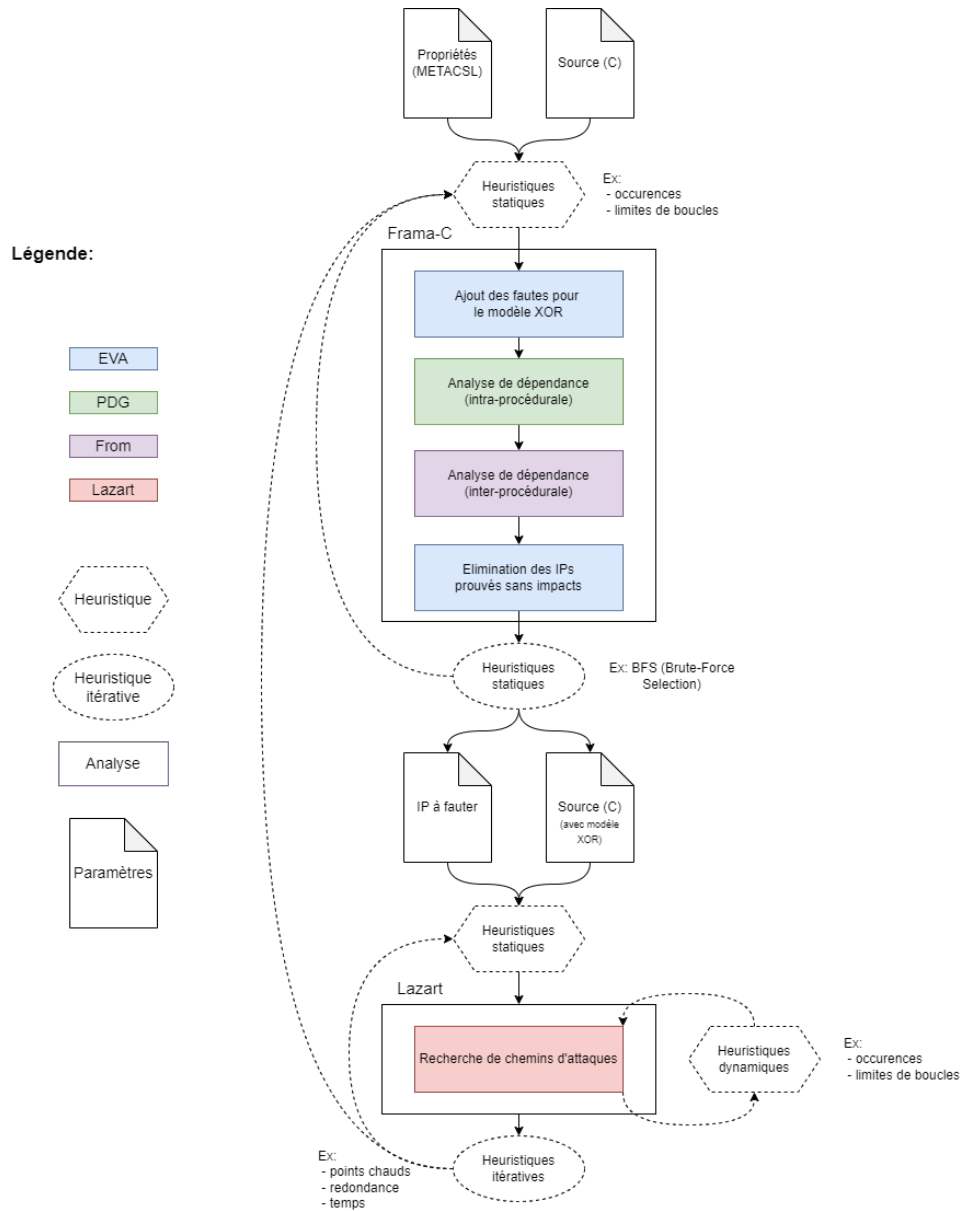 Propriétés
(METACSL)
Source (C)
Heuristiques
statiques
Ex:
- occurences
- limites de boucles
Frama-C
Légende:
Ajout des fautes pour
le modèle XOR
EVA
PDG
Analyse de dépendance
(intra-procédurale)
From
Analyse de dépendance
(inter-procédurale)
Lazart
Elimination des IPs
prouvés sans impacts
Heuristique
Heuristique
itérative
Heuristiques
statiques
Ex: BFS (Brute-Force
Selection)
Analyse
IP à fauter
Source (C)
(avec modèle
XOR)
Paramètres
Heuristiques
statiques
Lazart
Recherche de chemins d'attaques
Heuristiques
dynamiques
Ex:
- occurences
- limites de boucles
Ex:
- points chauds
- redondance
- temps
Heuristiques
itératives